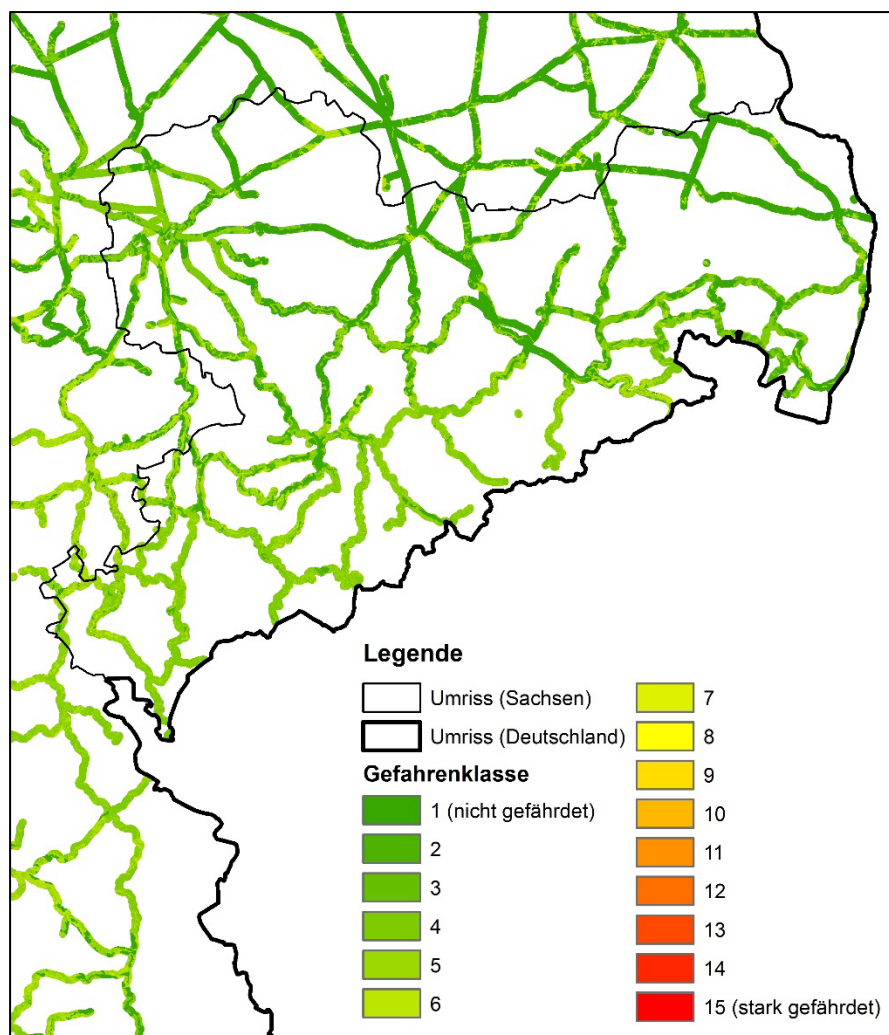 Legende
Umriss (Sachsen)
Umriss (Deutschland)
Gefahrenklasse
1 (nicht gefährdet)
2
3
4
5
6
7
8
9
10
11
12
13
14
15 (stark gefährdet)